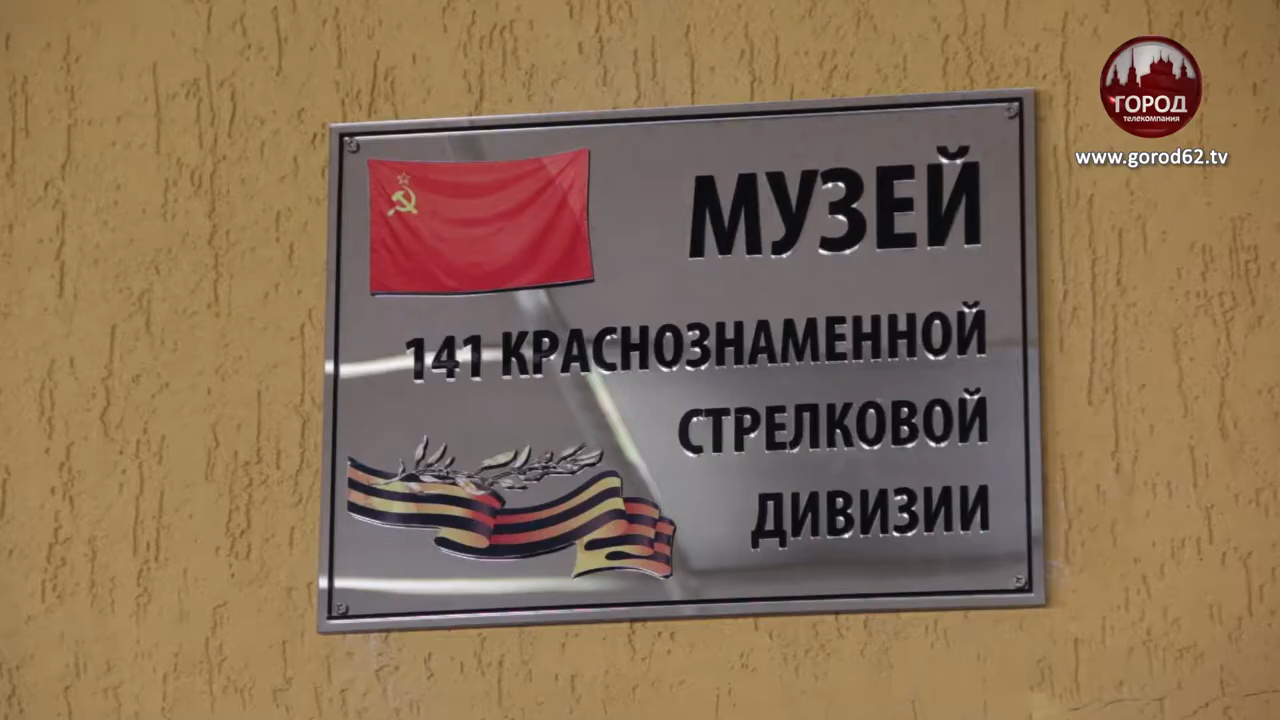 ГОРОД
телекомпания
www.gorod62.tv
МУЗЕЙ
141 КРАСНОЗНАМЕННОЙ
СТРЕЛКОВОЙ
ДИВИЗИИ